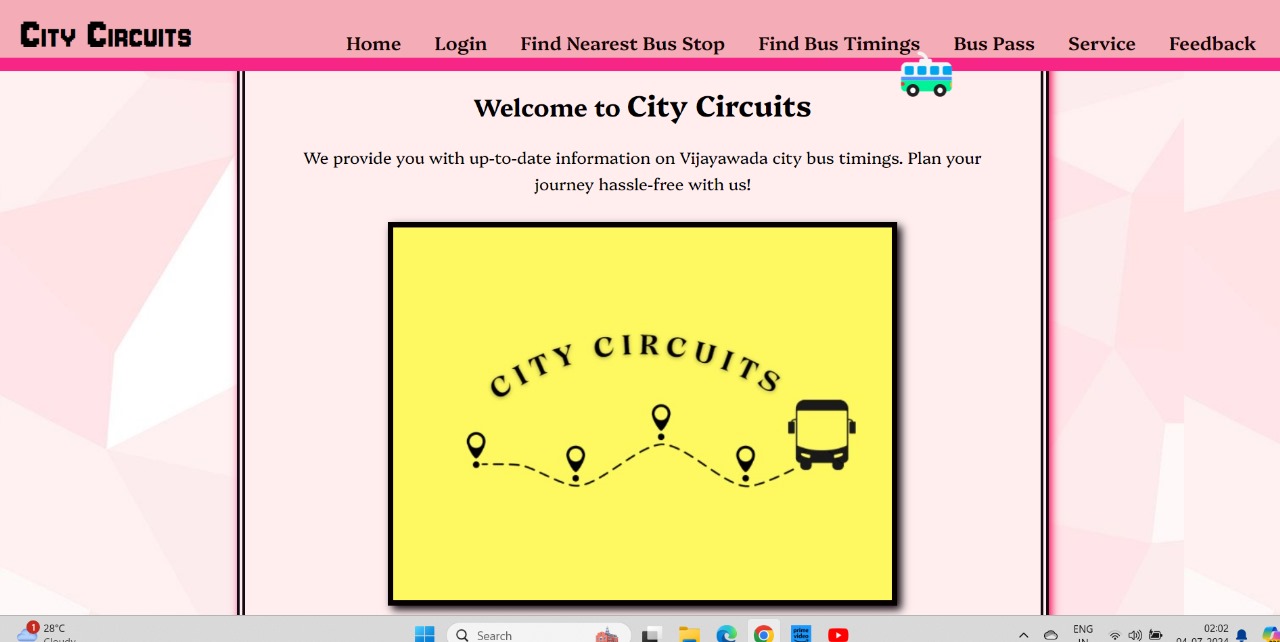 City Circuits
Home Login Find Nearest Bus Stop Find Bus Timings Bus Pass Service Feedback
Welcome to City Circuits
We provide you with up-to-date information on Vijayawada city bus timings. Plan your
journey hassle-free with us!
CITY CIRCUITS
1
28°C
Cloudy
Search
prime video
ENG
IN
02:02
04-07-2024